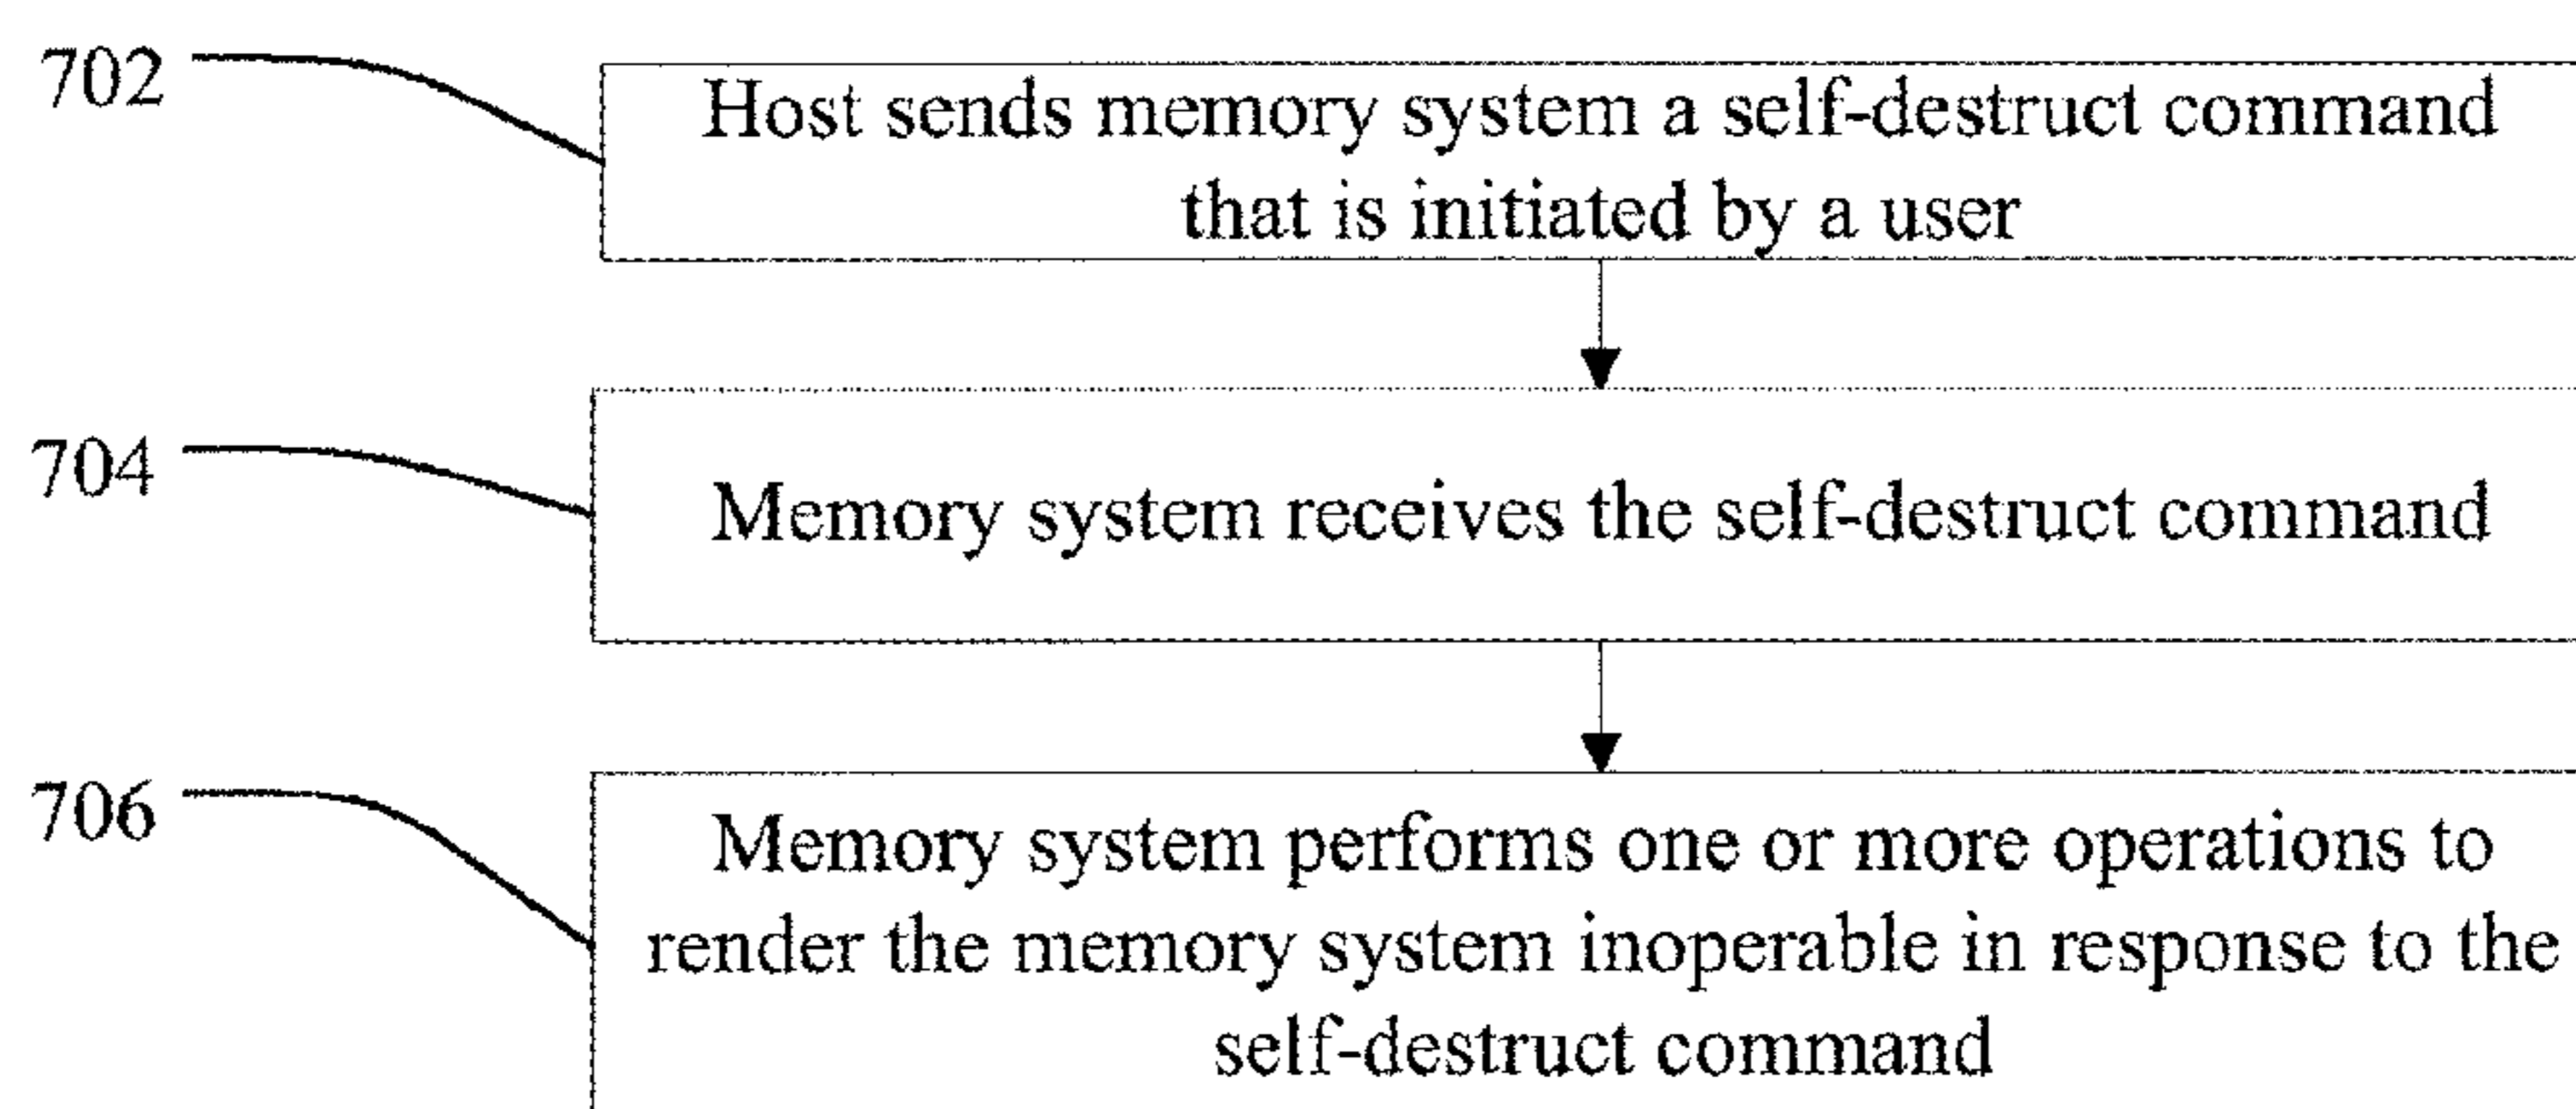 702
Host sends memory system a self-destruct command
that is initiated by a user
704
Memory system receives the self-destruct command
706
Memory system performs one or more operations to
render the memory system inoperable in response to the
self-destruct command